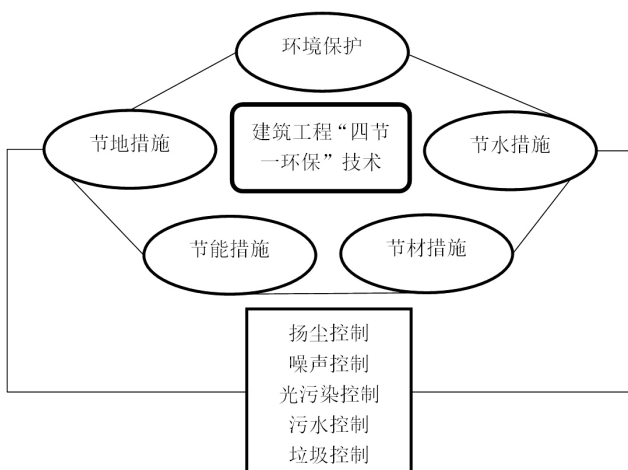 环境保护
节地措施
建筑工程“四节
一环保”技术
节水措施
节能措施
节材措施
扬尘控制
噪声控制
光污染控制
污水控制
垃圾控制